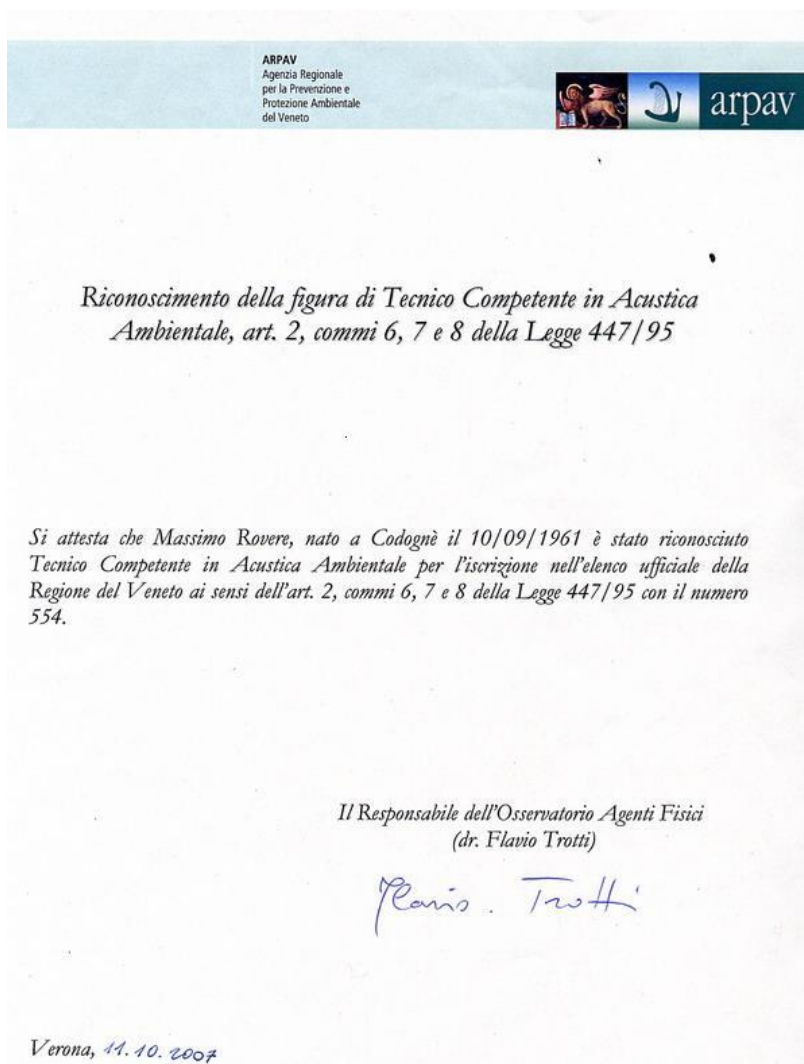 ARPAV
Agenzia Regionale
per la Prevenzione e
Protezione Ambientale
del Veneto
arpav
Riconoscimento della figura di Tecnico Competente in Acustica
Ambientale, art. 2, commi 6, 7 e 8 della Legge 447/95
Si attesta che Massimo Rovere, nato a Codognè il 10/09/1961 è stato riconosciuto
Tecnico Competente in Acustica Ambientale per l'iscrizione nell'elenco ufficiale della
Regione del Veneto ai sensi dell'art. 2, commi 6, 7 e 8 della Legge 447/95 con il numero
554.
Il Responsabile dell'Osservatorio Agenti Fisici
(dr. Flavio Trotti)
Flavio. Trotti
Verona, 11.10.2007